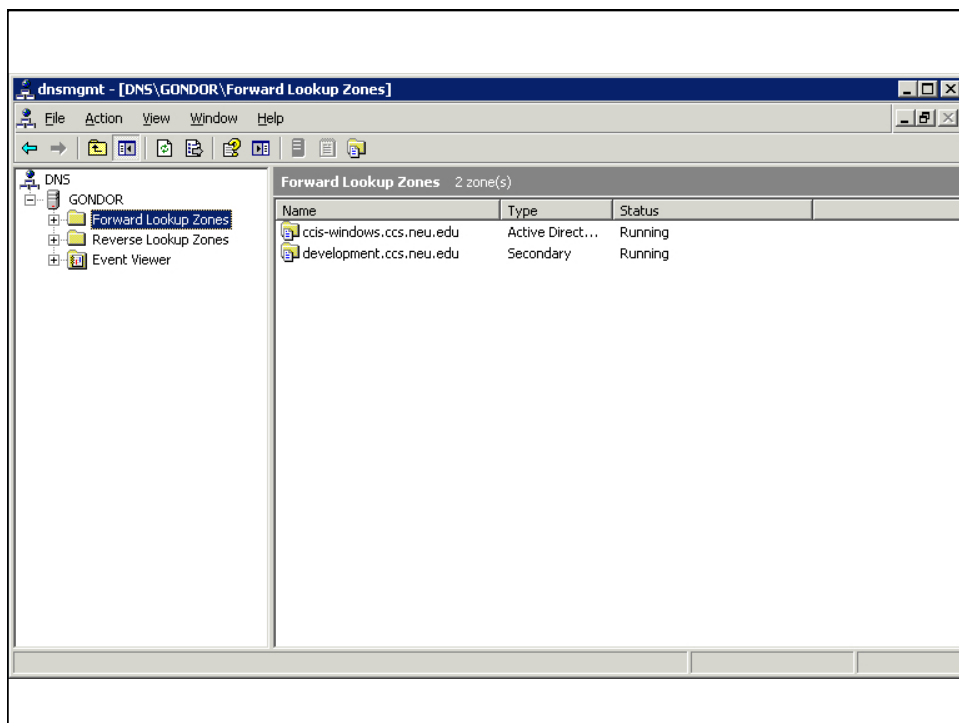 dnsmgmt - [DNS\GONDOR\Forward Lookup Zones]
File Action View Window Help
DNS
GONDOR
Forward Lookup Zones
Reverse Lookup Zones
Event Viewer
Forward Lookup Zones 2 zone(s)
Name Type Status
ccis-windows.ccs.neu.edu Active Direct... Running
development.ccs.neu.edu Secondary Running